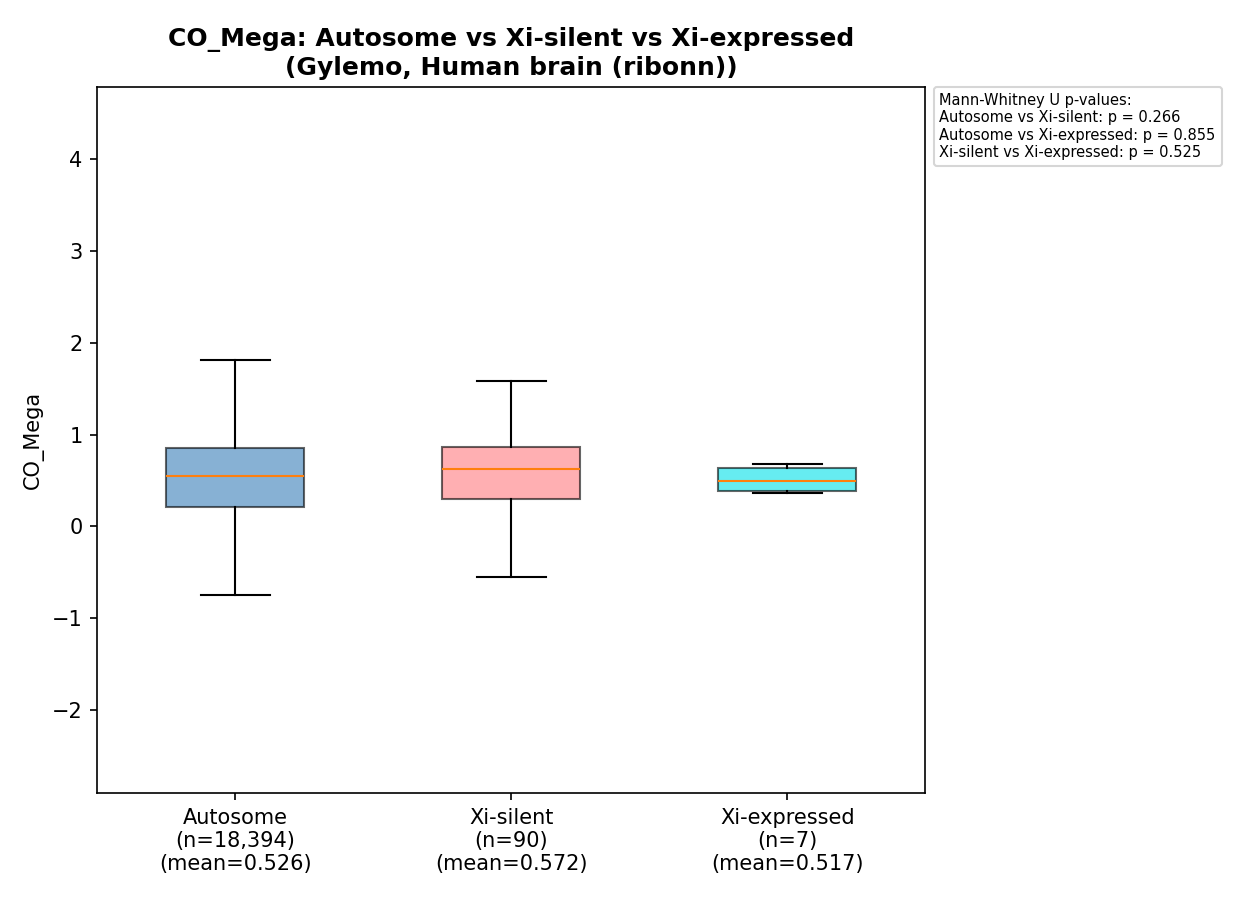 CO_Mega: Autosome vs Xi-silent vs Xi-expressed
(Gylemo, Human brain (ribonn))
Mann-Whitney U p-values:
Autosome vs Xi-silent: p = 0.266
Autosome vs Xi-expressed: p = 0.855
Xi-silent vs Xi-expressed: p = 0.525
CO_Mega
4
3
2
1
0
−1
−2
Autosome
(n=18,394)
(mean=0.526)
Xi-silent
(n=90)
(mean=0.572)
Xi-expressed
(n=7)
(mean=0.517)